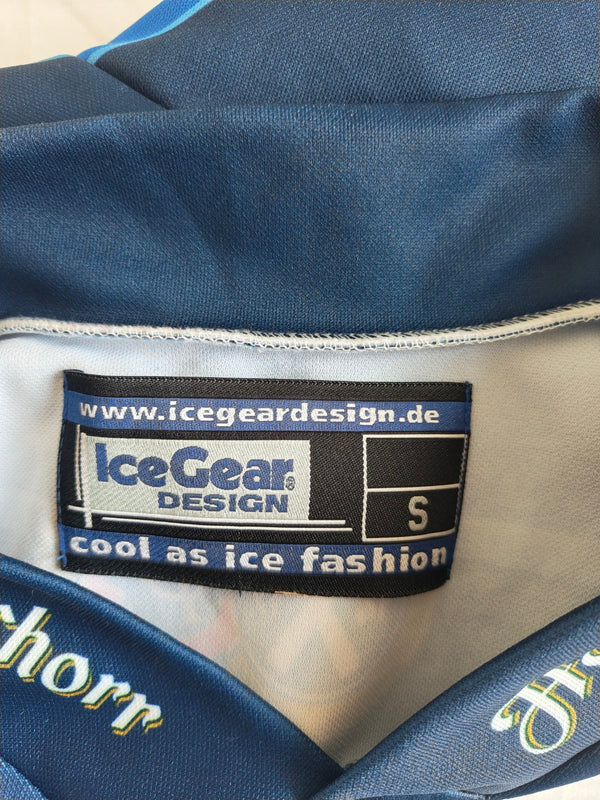 www.icegeardesign.de
IceGear®
DESIGN
S
cool as ice fashion